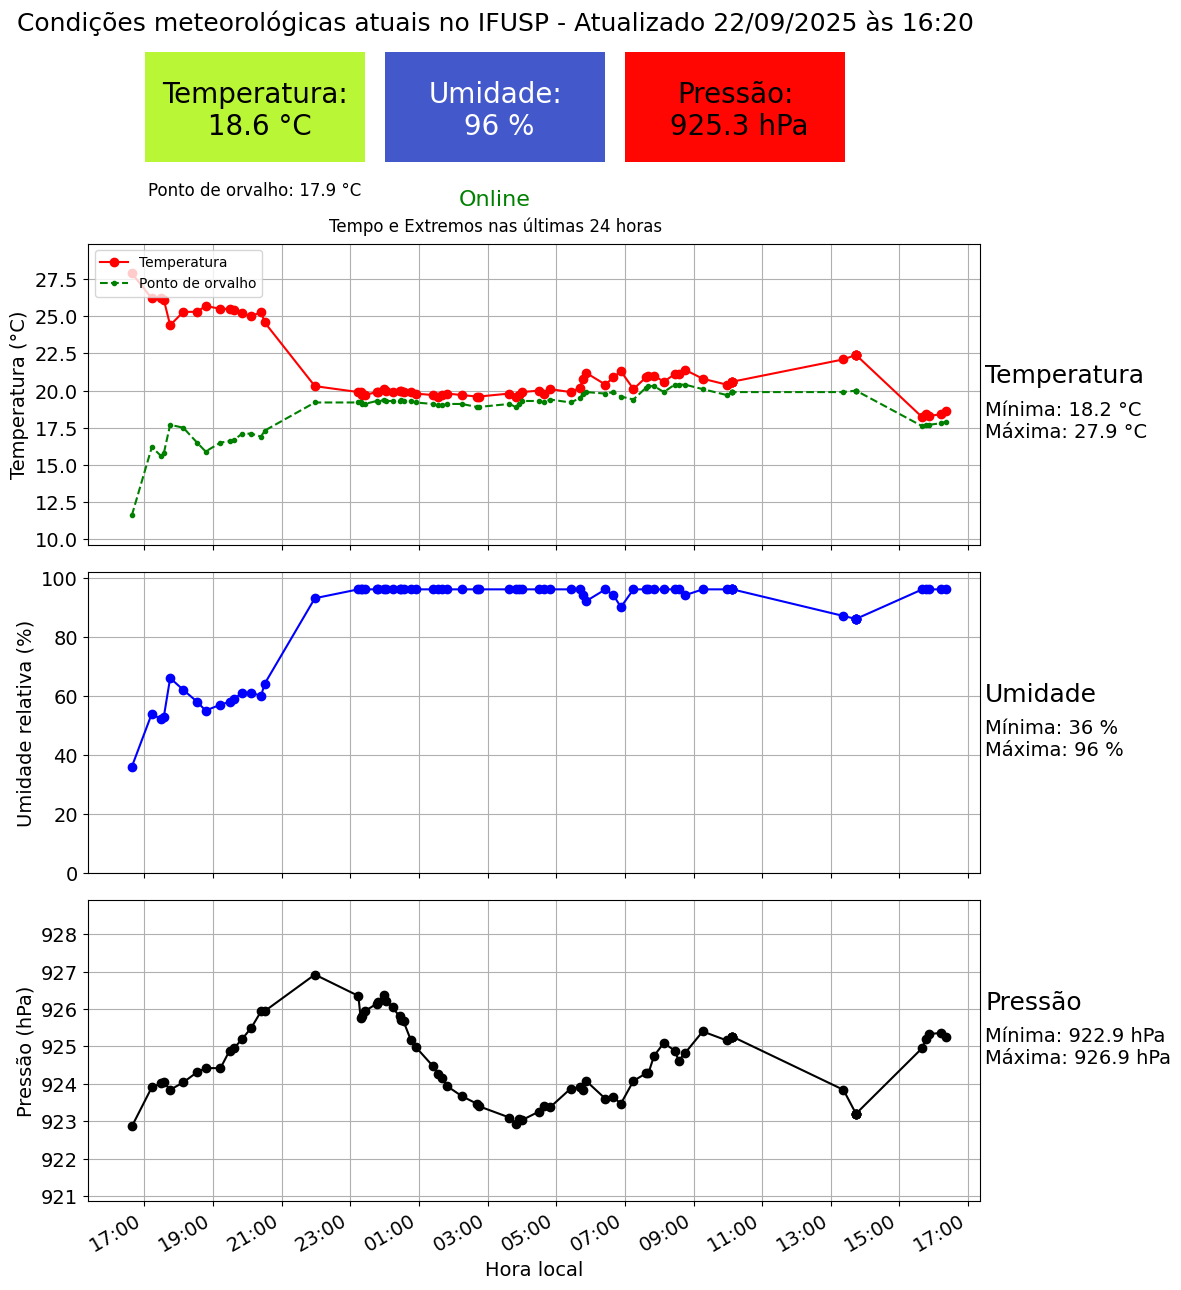 Condições meteorológicas atuais no IFUSP - Atualizado 22/09/2025 às 16:20
Temperatura:
18.6 °C
Umidade:
96 %
Pressão:
925.3 hPa
Ponto de orvalho: 17.9 °C
Online
Tempo e Extremos nas últimas 24 horas
Temperatura
Ponto de orvalho
Temperatura (°C)
27.5
25.0
22.5
20.0
17.5
15.0
12.5
10.0
Temperatura
Mínima: 18.2 °C
Máxima: 27.9 °C
Umidade relativa (%)
100
80
60
40
20
0
Umidade
Mínima: 36 %
Máxima: 96 %
Pressão (hPa)
928
927
926
925
924
923
922
921
Pressão
Mínima: 922.9 hPa
Máxima: 926.9 hPa
17:00 19:00 21:00 23:00 01:00 03:00 05:00 07:00 09:00 11:00 13:00 15:00 17:00
Hora local